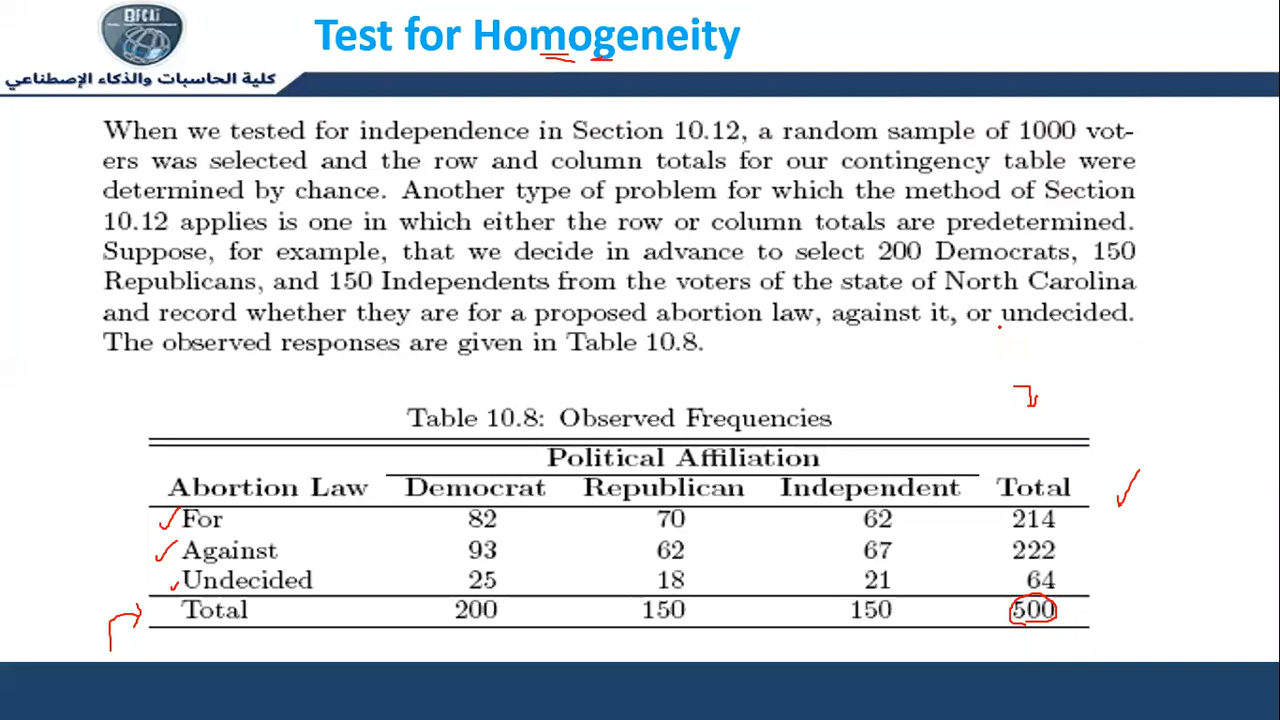 BFCAI
Test for Homogeneity
كلية الحاسبات والذكاء الإصطناعي
When we tested for independence in Section 10.12, a random sample of 1000 vot-
ers was selected and the row and column totals for our contingency table were
determined by chance. Another type of problem for which the method of Section
10.12 applies is one in which either the row or column totals are predetermined.
Suppose, for example, that we decide in advance to select 200 Democrats, 150
Republicans, and 150 Independents from the voters of the state of North Carolina
and record whether they are for a proposed abortion law, against it, or undecided.
The observed responses are given in Table 10.8.
Table 10.8: Observed Frequencies
Political Affiliation
Abortion Law Democrat Republican Independent Total
For 82 70 62 214
Against 93 62 67 222
Undecided 25 18 21 64
Total 200 150 150 500